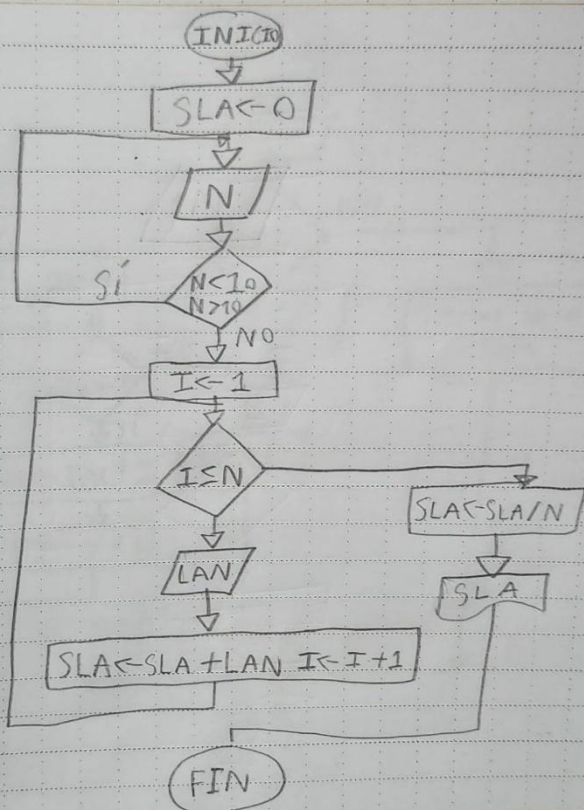 INICIO
SLA<-0
N
N<10
N>10
Sí
NO
I<-1
I≤N
SLA<-SLA/N
LAN
SLA
SLA<-SLA+LAN I<-I+1
FIN